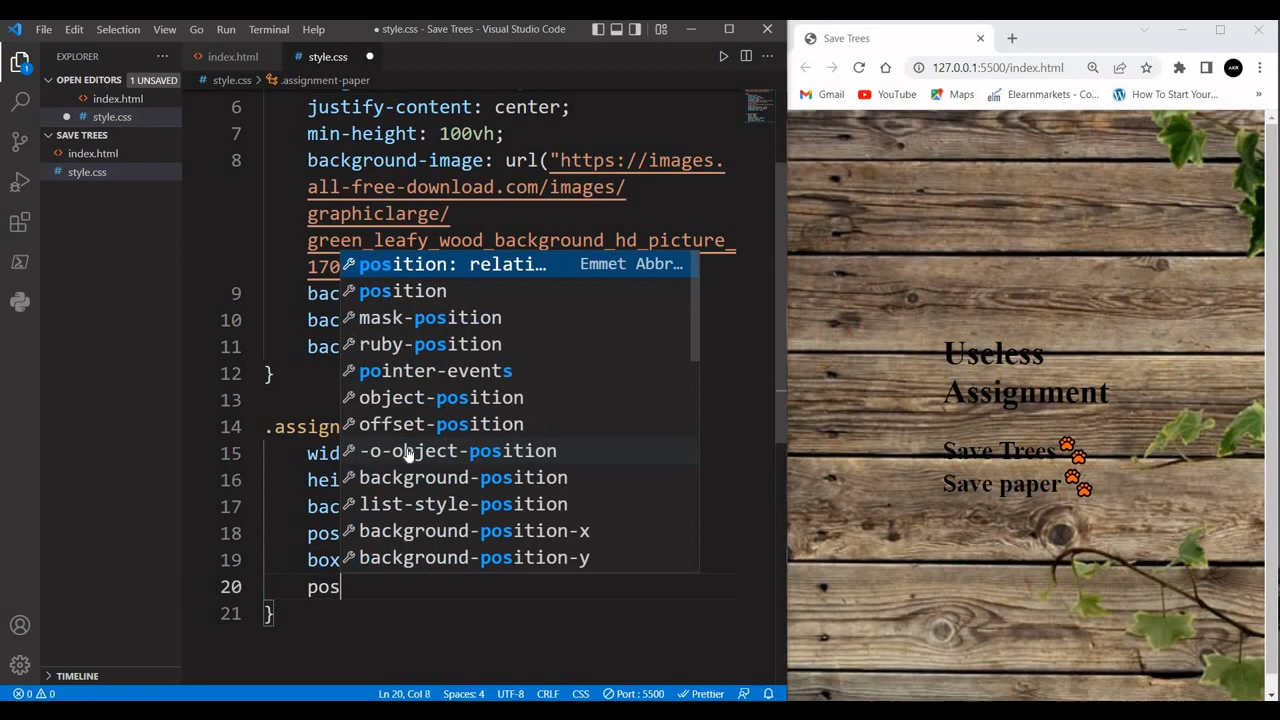 File Edit Selection View Go Run Terminal Help
● style.css - Save Trees - Visual Studio Code
Save Trees
EXPLORER
index.html
style.css
127.0.0.1:5500/index.html
OPEN EDITORS 1 UNSAVED
style.css > .assignment-paper
Gmail YouTube Maps Elearnmarkets - Co... How To Start Your...
index.html
style.css
SAVE TREES
index.html
style.css
6 justify-content: center;
7 min-height: 100vh;
8 background-image: url("https://images.
all-free-download.com/images/
graphiclarge/
green_leafy_wood_background_hd_picture_
170
9 bac
10 bac
11 bac
12 }
13
14 .assign
15 wid
16 hei
17 bac
18 pos
19 box
20 pos
21 }
position: relati... Emmet Abbr...
position
mask-position
ruby-position
pointer-events
object-position
offset-position
-o-object-position
background-position
list-style-position
background-position-x
background-position-y
Useless
Assignment
Save Trees
Save paper
TIMELINE
0 0
Ln 20, Col 8 Spaces: 4 UTF-8 CRLF CSS Port : 5500 Prettier